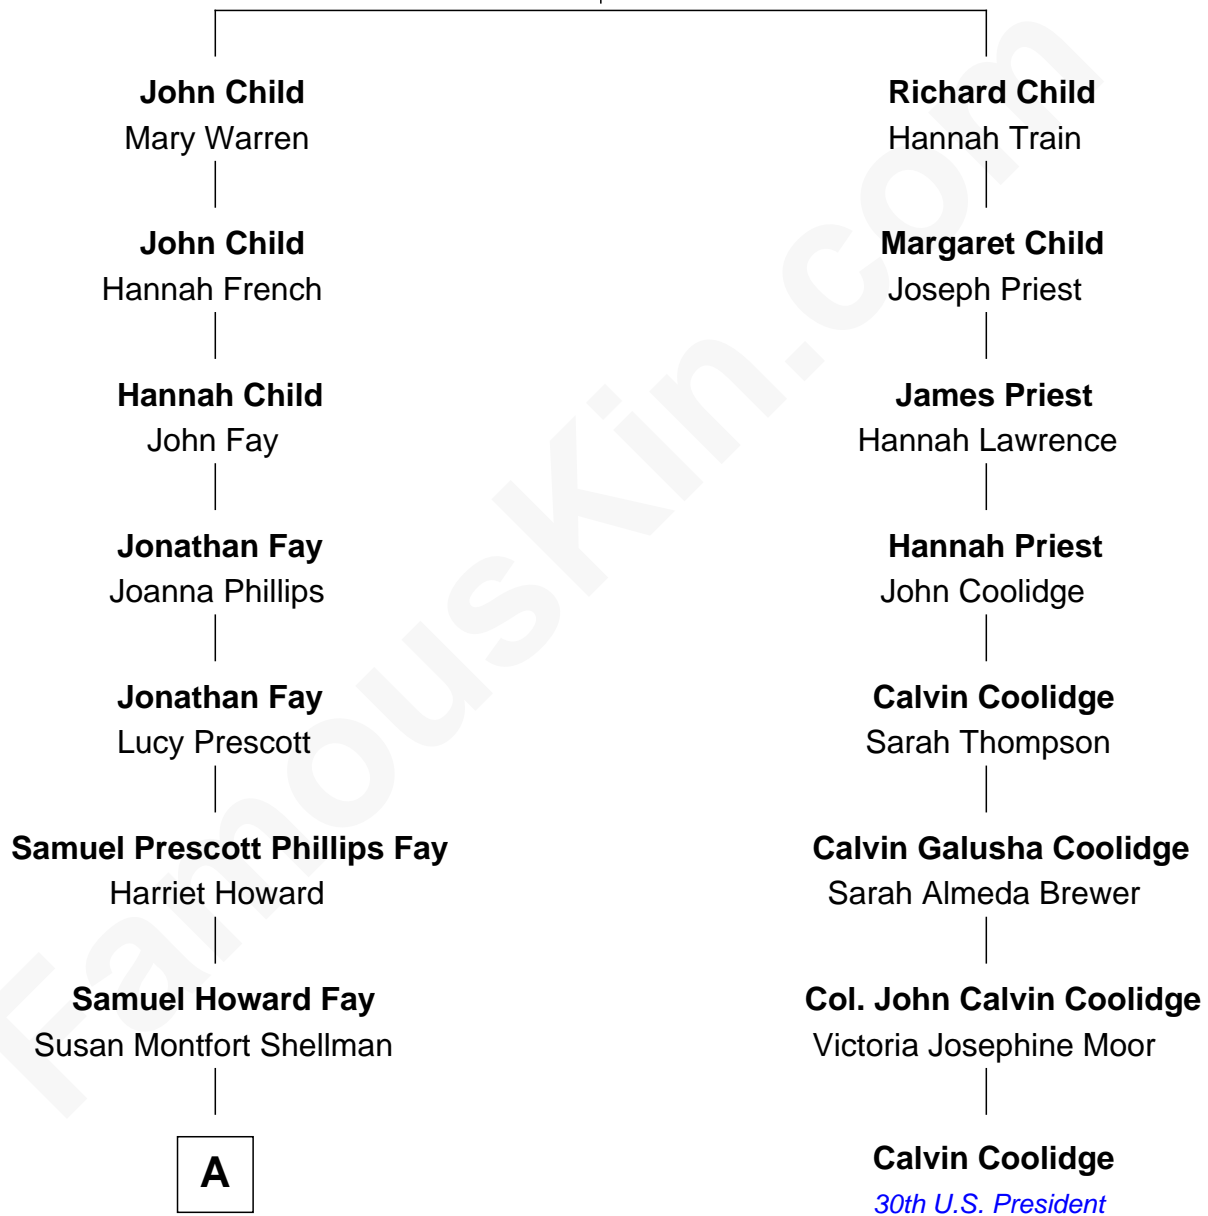 John Child
Mary Warren
John Child
Hannah French
Hannah Child
John Fay
Jonathan Fay
Joanna Phillips
Jonathan Fay
Lucy Prescott
Samuel Prescott Phillips Fay
Harriet Howard
Samuel Howard Fay
Susan Montfort Shellman
A
Richard Child
Hannah Train
Margaret Child
Joseph Priest
James Priest
Hannah Lawrence
Hannah Priest
John Coolidge
Calvin Coolidge
Sarah Thompson
Calvin Galusha Coolidge
Sarah Almeda Brewer
Col. John Calvin Coolidge
Victoria Josephine Moor
Calvin Coolidge
30th U.S. President
FamousKin.com